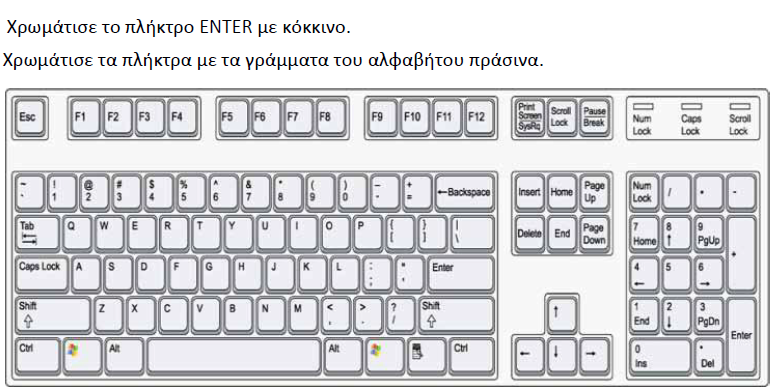 Χρωμάτισε το πλήκτρο ENTER με κόκκινο.
Χρωμάτισε τα πλήκτρα με τα γράμματα του αλφαβήτου πράσινα.
Esc F1 F2 F3 F4 F5 F6 F7 F8 F9 F10 F11 F12 Print Screen SysRq Scroll Lock Pause Break Num Lock Caps Lock Scroll Lock
~ ` ! 1 @ 2 # 3 $ 4 % 5 ^ 6 & 7 * 8 ( 9 ) 0 - - + = ←Backspace Insert Home Page Up Num Lock / * -
Tab Q W E R T Y U I O P { [ } ] | \ Delete End Page Down 7 Home 8 ↑ 9 PgUp +
Caps Lock A S D F G H J K L : ; " ' Enter 4 ← 5 6 →
Shift ⇧ Z X C V B N M < , > . ? / Shift ⇧ ↑ 1 End 2 ↓ 3 PgDn Enter
Ctrl Alt Alt Ctrl ← ↓ → 0 Ins • Del